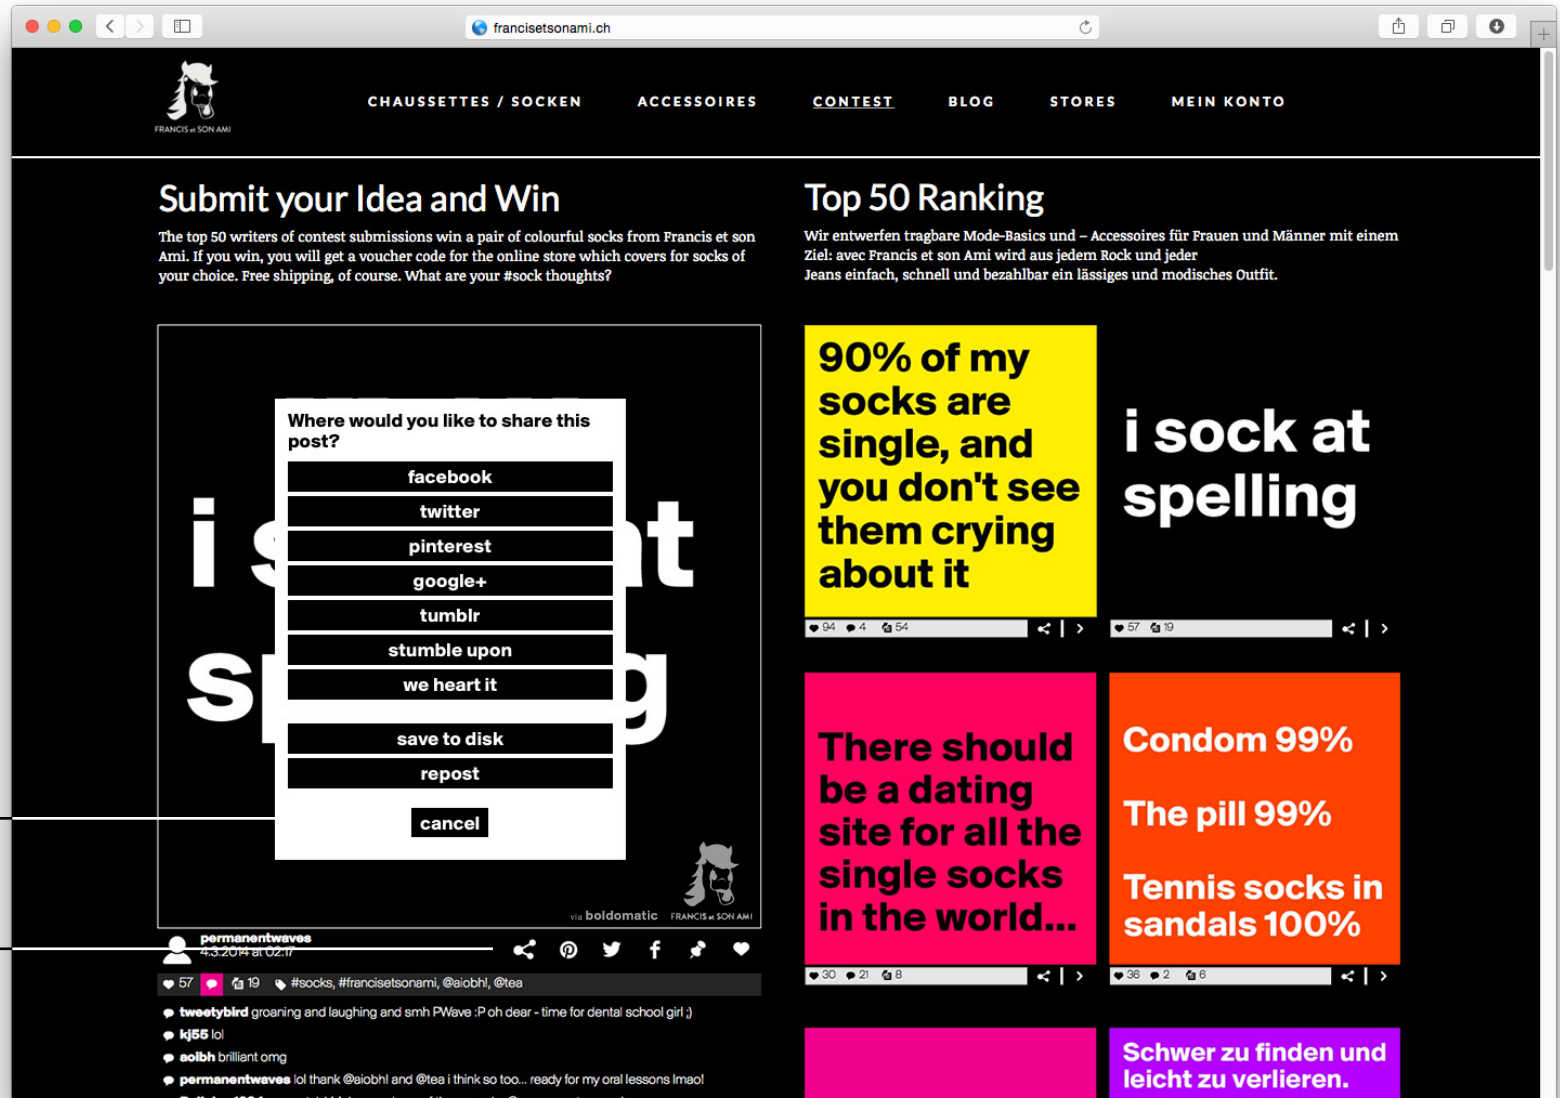 francisetsonami.ch
FRANCIS et SON AMI
CHAUSSETTES / SOCKEN
ACCESSOIRES
CONTEST
BLOG
STORES
MEIN KONTO
Submit your Idea and Win
The top 50 writers of contest submissions win a pair of colourful socks from Francis et son
Ami. If you win, you will get a voucher code for the online store which covers for socks of
your choice. Free shipping, of course. What are your #sock thoughts?
Where would you like to share this
post?
facebook
twitter
pinterest
google+
tumblr
stumble upon
we heart it
save to disk
repost
cancel
via boldomatic
FRANCIS et SON AMI
permanentwaves
4.3.2014 at 02:17
57
19
#socks, #francisetsonami, @aiobhl, @tea
tweetybird groaning and laughing and smh PWave :P oh dear - time for dental school girl ;)
kj55 lol
aoibh brilliant omg
permanentwaves lol thank @aiobhl and @tea i think so too... ready for my oral lessons lmao!
Top 50 Ranking
Wir entwerfen tragbare Mode-Basics und – Accessoires für Frauen und Männer mit einem
Ziel: avec Francis et son Ami wird aus jedem Rock und jeder
Jeans einfach, schnell und bezahlbar ein lässiges und modisches Outfit.
90% of my
socks are
single, and
you don't see
them crying
about it
94 4 54
i sock at
spelling
57 19
There should
be a dating
site for all the
single socks
in the world...
30 21 8
Condom 99%
The pill 99%
Tennis socks in
sandals 100%
36 2 6
Schwer zu finden und
leicht zu verlieren.